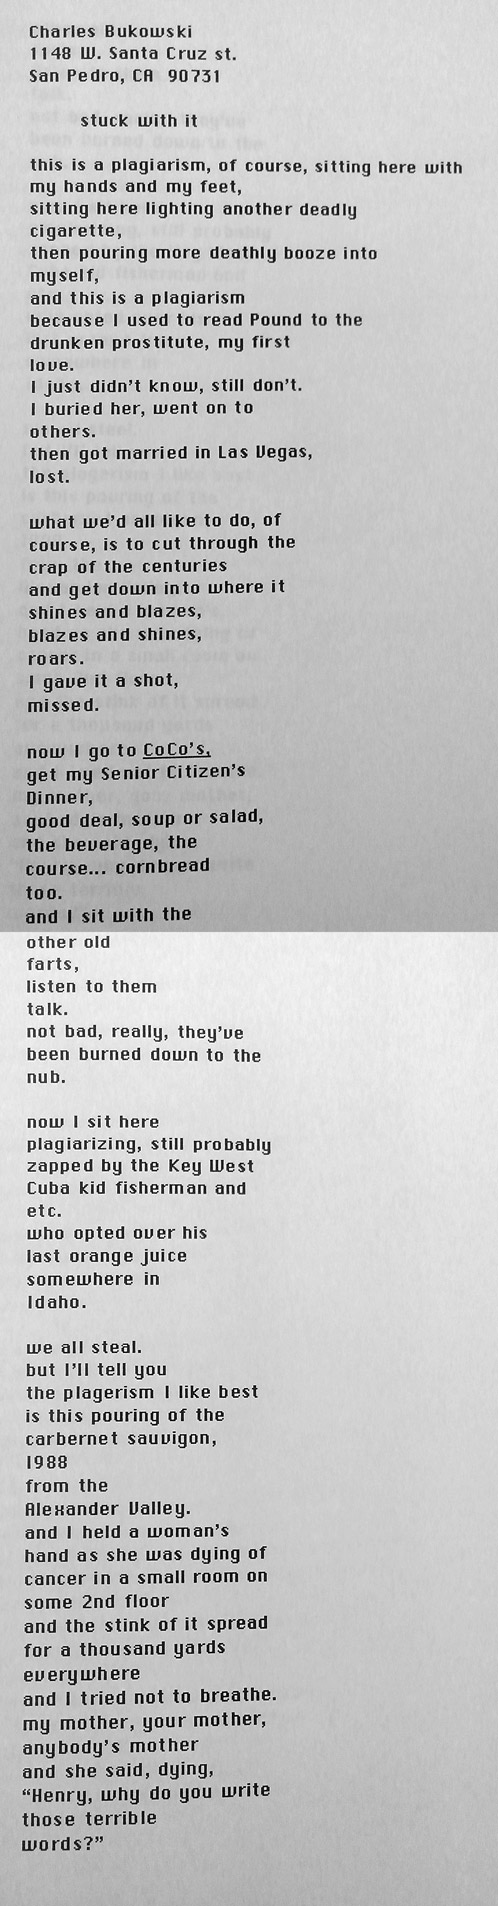 Charles Bukowski
1148 W. Santa Cruz st.
San Pedro, CA 90731
stuck with it
this is a plagiarism, of course, sitting here with
my hands and my feet,
sitting here lighting another deadly
cigarette,
then pouring more deathly booze into
myself,
and this is a plagiarism
because I used to read Pound to the
drunken prostitute, my first
love.
I just didn't know, still don't.
I buried her, went on to
others.
then got married in Las Vegas,
lost.
what we'd all like to do, of
course, is to cut through the
crap of the centuries
and get down into where it
shines and blazes,
blazes and shines,
roars.
I gave it a shot,
missed.
now I go to CoCo's,
get my Senior Citizen's
Dinner,
good deal, soup or salad,
the beverage, the
course... cornbread
too.
and I sit with the
other old
farts,
listen to them
talk.
not bad, really, they've
been burned down to the
nub.
now I sit here
plagiarizing, still probably
zapped by the Key West
Cuba kid fisherman and
etc.
who opted over his
last orange juice
somewhere in
Idaho.
we all steal.
but I'll tell you
the plagerism I like best
is this pouring of the
carbernet sauvigon,
1988
from the
Alexander Valley.
and I held a woman's
hand as she was dying of
cancer in a small room on
some 2nd floor
and the stink of it spread
for a thousand yards
everywhere
and I tried not to breathe.
my mother, your mother,
anybody's mother
and she said, dying,
"Henry, why do you write
those terrible
words?"